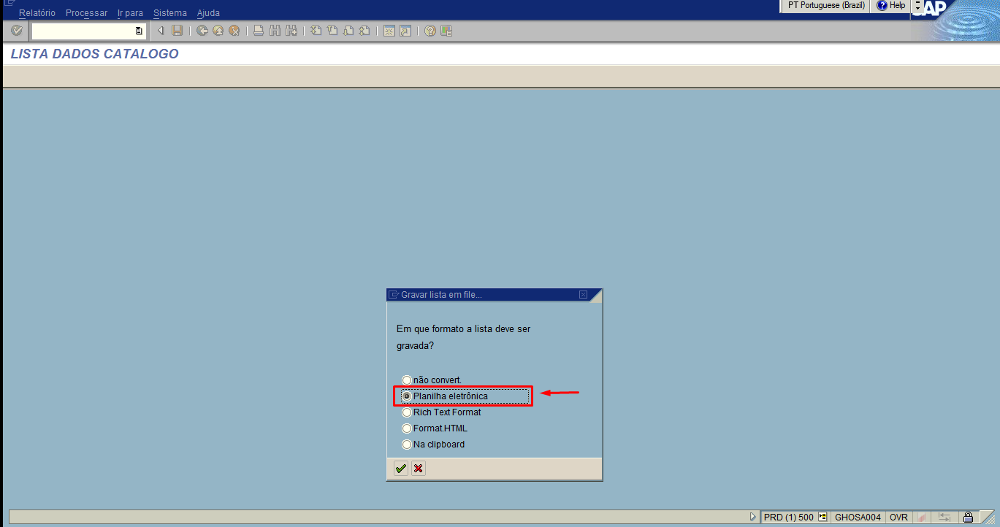 PT Portuguese (Brazil)
Help
SAP
Relatório Processar Ir para Sistema Ajuda
LISTA DADOS CATALOGO
Gravar lista em file...
Em que formato a lista deve ser
gravada?
não convert.
Planilha eletrônica
Rich Text Format
Format.HTML
Na clipboard
PRD (1) 500 GHOSA004 OVR